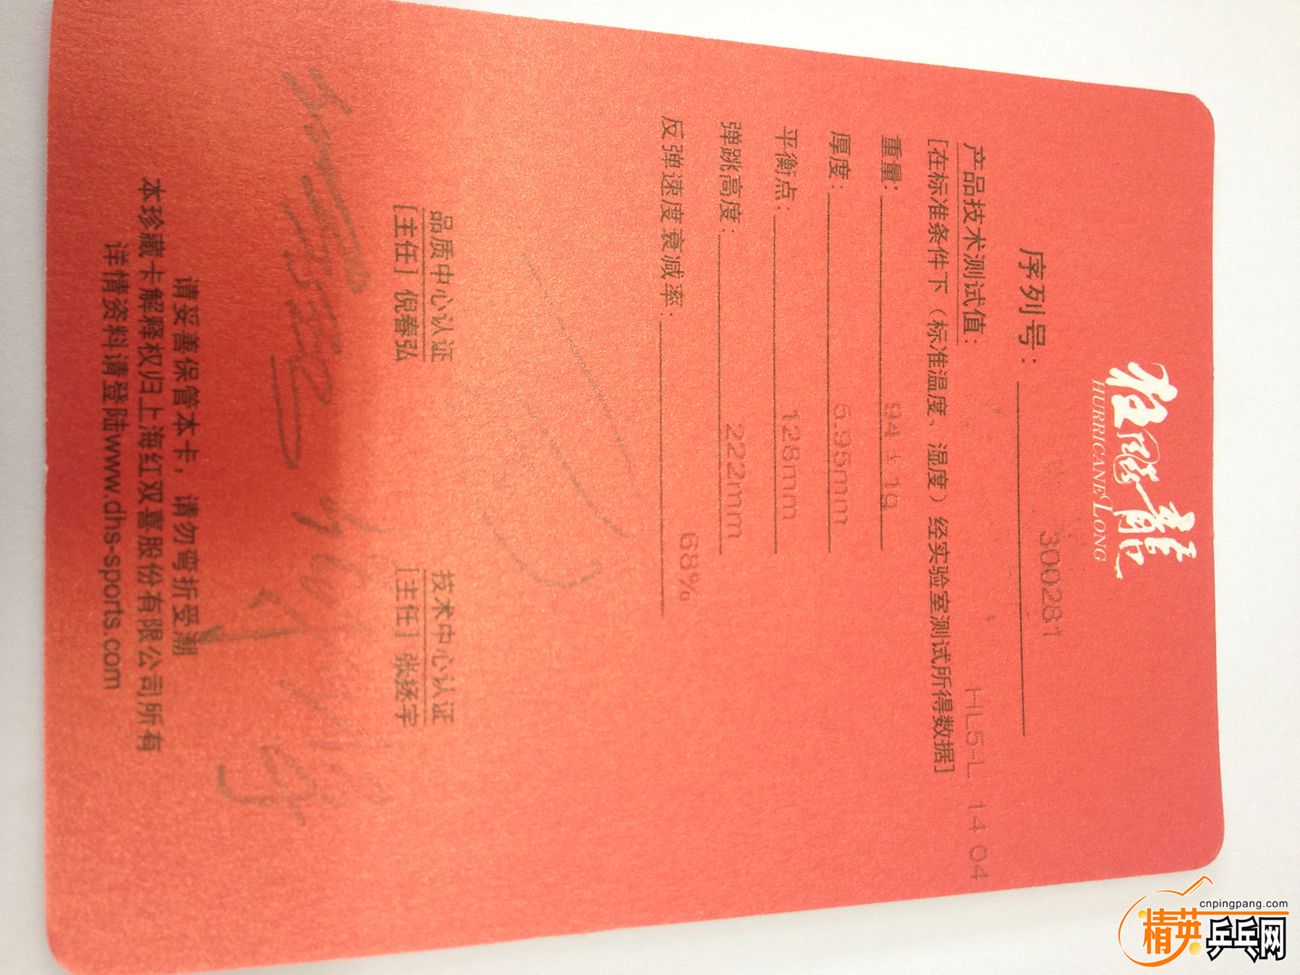 狂飚龍
HURRICANE LONG
序列号: 300281
HL5-L 14 04
产品技术测试值:
[在标准条件下（标准温度、湿度）经实验室测试所得数据]
重量: 94±1g
厚度: 5.95mm
平衡点: 128mm
弹跳高度: 222mm
反弹速度衰减率: 68%
品质中心认证 技术中心认证
[主任] 倪春弘 [主任] 张拯宇
请妥善保管本卡，请勿弯折受潮
本珍藏卡解释权归上海红双喜股份有限公司所有
详情资料请登陆www.dhs-sports.com
cnpingpang.com
精英乒乓网